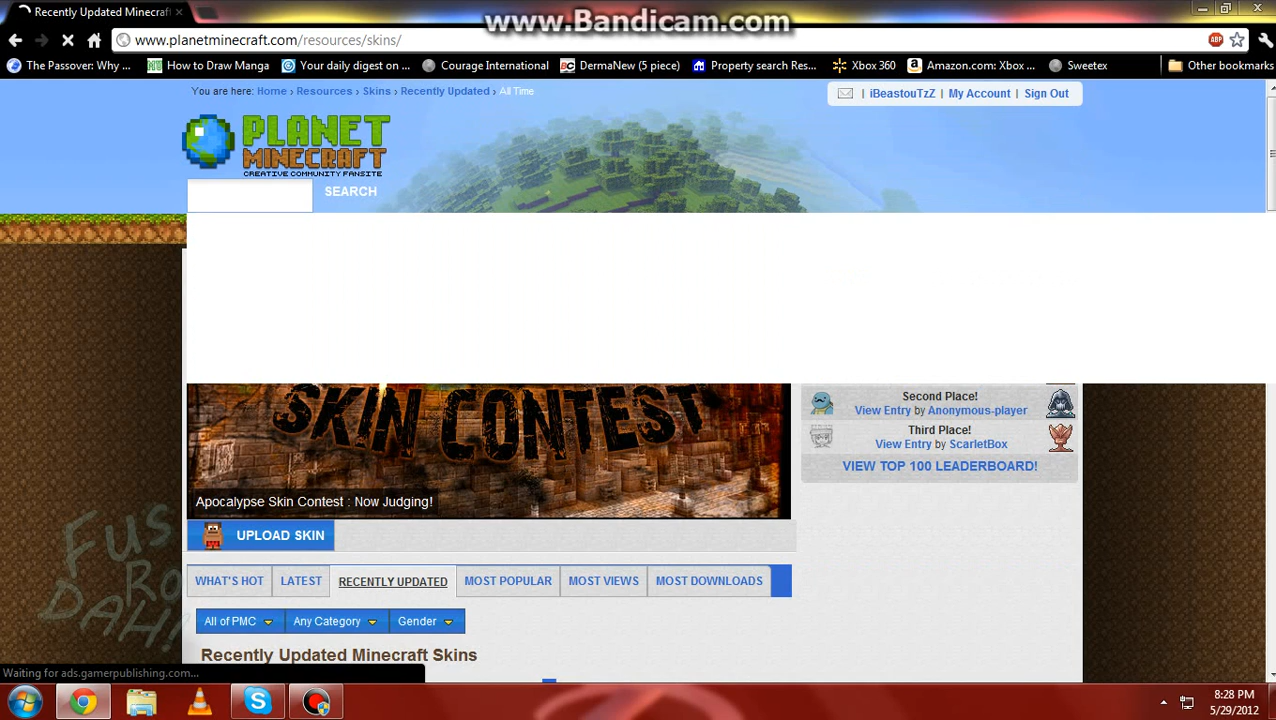 Recently Updated Minecraft
www.Bandicam.com
www.planetminecraft.com/resources/skins/
ABP
The Passover: Why ...
How to Draw Manga
Your daily digest on ...
Courage International
DermaNew (5 piece)
Property search Res...
Xbox 360
Amazon.com: Xbox ...
Sweetex
Other bookmarks
You are here: Home › Resources › Skins › Recently Updated › All Time
| iBeastouTzZ | My Account | Sign Out
PLANET
MINECRAFT
CREATIVE COMMUNITY FANSITE
SEARCH
SKIN CONTEST
Apocalypse Skin Contest : Now Judging!
Second Place!
View Entry by Anonymous-player
Third Place!
View Entry by ScarletBox
VIEW TOP 100 LEADERBOARD!
UPLOAD SKIN
WHAT'S HOT
LATEST
RECENTLY UPDATED
MOST POPULAR
MOST VIEWS
MOST DOWNLOADS
All of PMC
Any Category
Gender
Recently Updated Minecraft Skins
FUS
RO
DAH!
Waiting for ads.gamerpublishing.com...
8:28 PM
5/29/2012